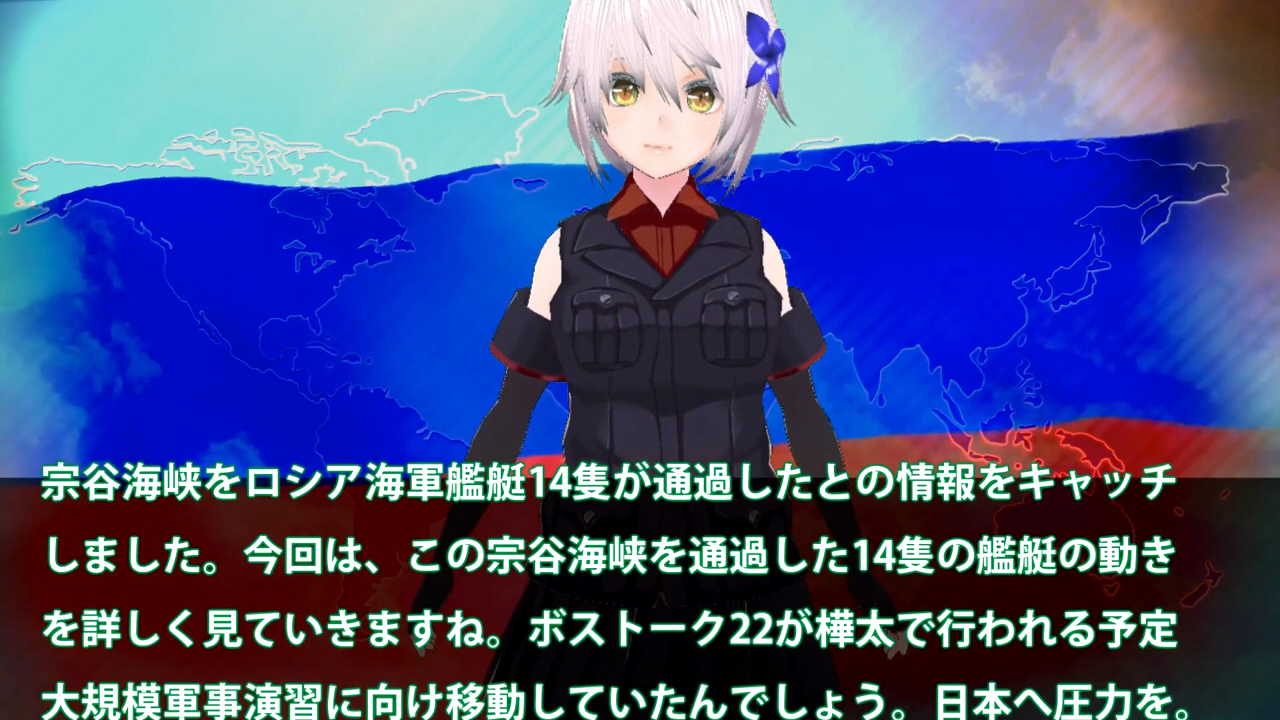 宗谷海峡をロシア海軍艦艇14隻が通過したとの情報をキャッチ
しました。今回は、この宗谷海峡を通過した14隻の艦艇の動き
を詳しく見ていきますね。ボストーク22が樺太で行われる予定
大規模軍事演習に向け移動していたんでしょう。日本へ圧力を。